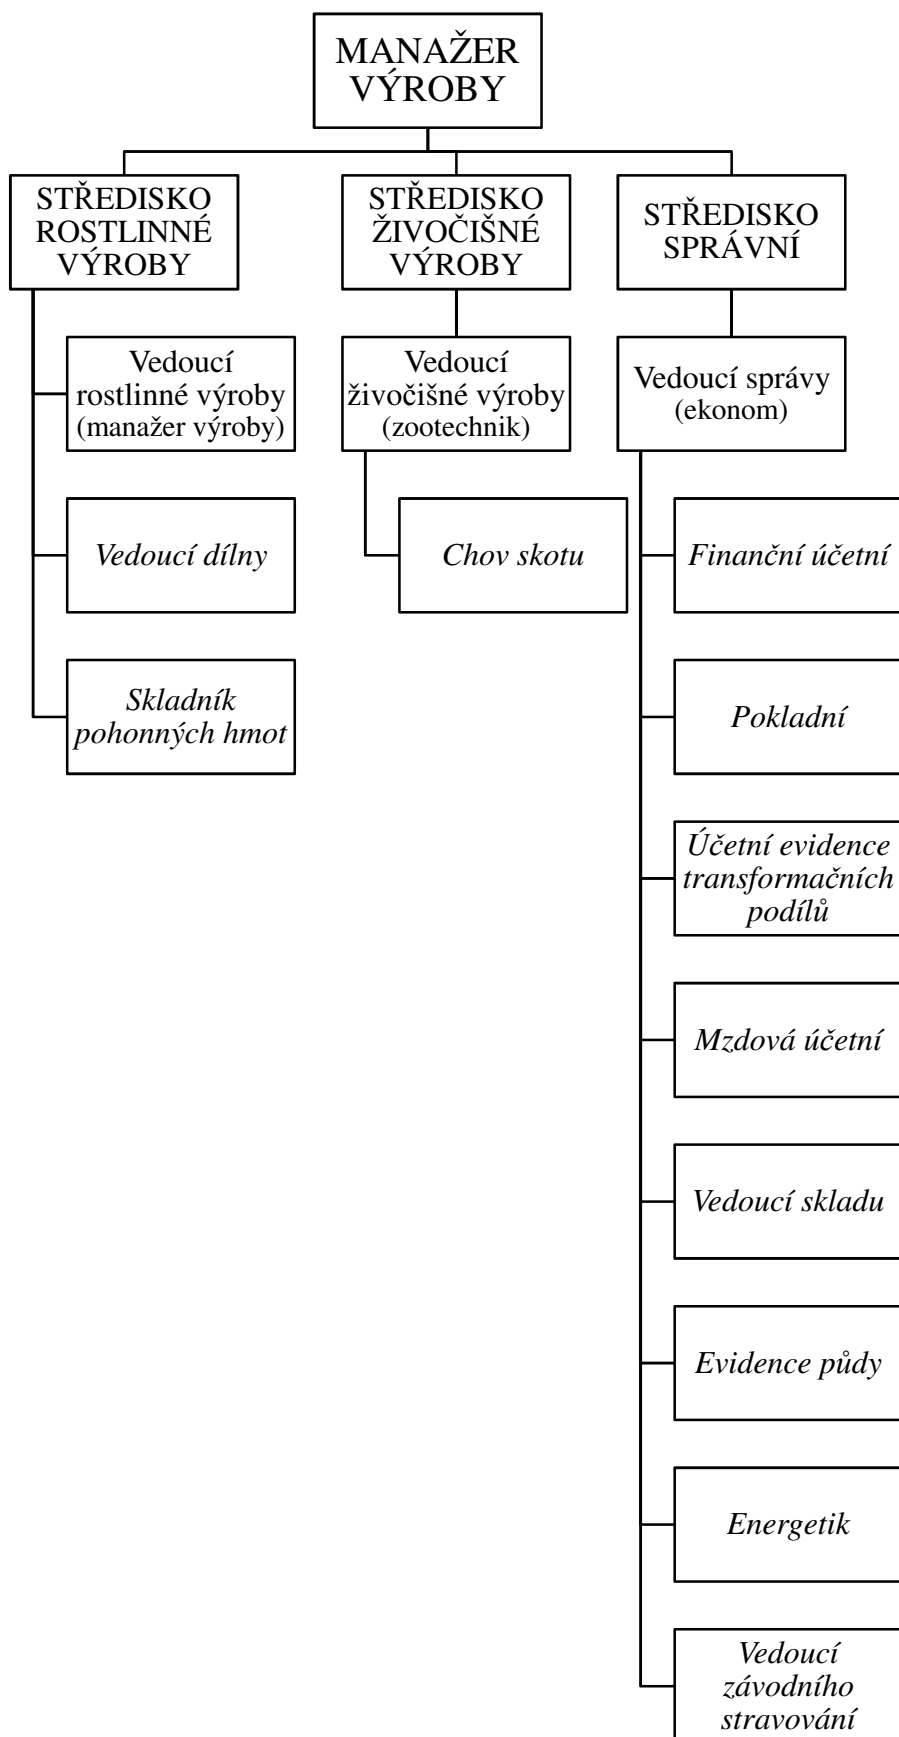 MANAŽER
VÝROBY
STŘEDISKO
ROSTLINNÉ
VÝROBY
STŘEDISKO
ŽIVOČIŠNÉ
VÝROBY
STŘEDISKO
SPRÁVNÍ
Vedoucí
rostlinné výroby
(manažer výroby)
Vedoucí
živočišné výroby
(zootechnik)
Vedoucí správy
(ekonom)
Vedoucí dílny
Chov skotu
Finanční účetní
Skladník
pohonných hmot
Pokladní
Účetní evidence
transformačních
podílů
Mzdová účetní
Vedoucí skladu
Evidence půdy
Energetik
Vedoucí
závodního
stravování